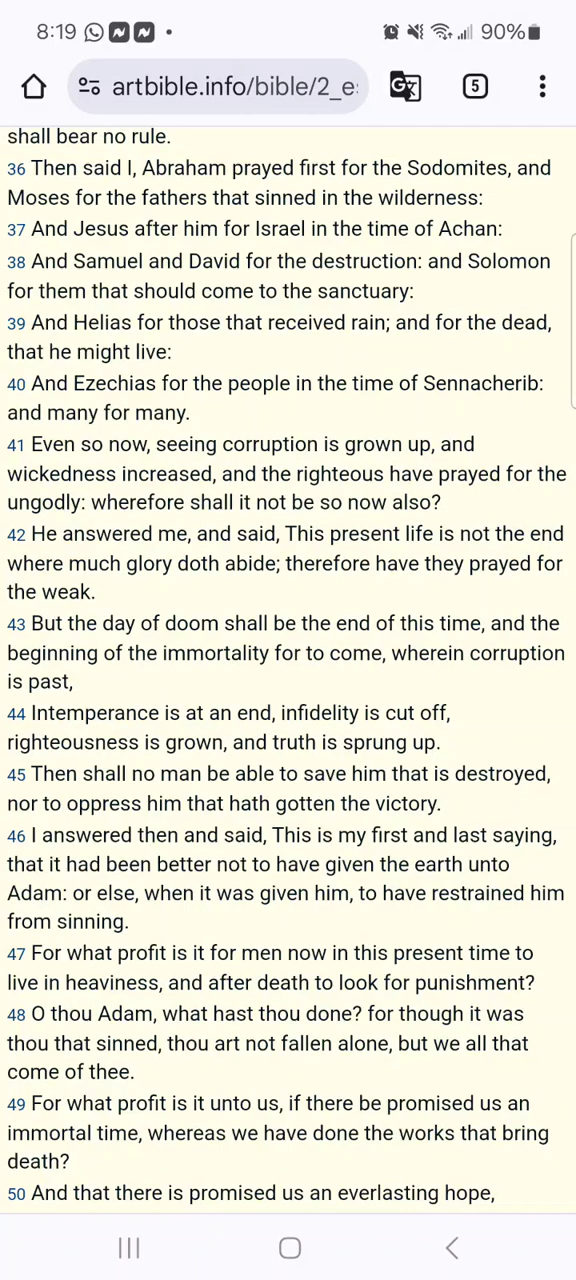 8:19
90%
artbible.info/bible/2_e
5
shall bear no rule.
36 Then said I, Abraham prayed first for the Sodomites, and
Moses for the fathers that sinned in the wilderness:
37 And Jesus after him for Israel in the time of Achan:
38 And Samuel and David for the destruction: and Solomon
for them that should come to the sanctuary:
39 And Helias for those that received rain; and for the dead,
that he might live:
40 And Ezechias for the people in the time of Sennacherib:
and many for many.
41 Even so now, seeing corruption is grown up, and
wickedness increased, and the righteous have prayed for the
ungodly: wherefore shall it not be so now also?
42 He answered me, and said, This present life is not the end
where much glory doth abide; therefore have they prayed for
the weak.
43 But the day of doom shall be the end of this time, and the
beginning of the immortality for to come, wherein corruption
is past,
44 Intemperance is at an end, infidelity is cut off,
righteousness is grown, and truth is sprung up.
45 Then shall no man be able to save him that is destroyed,
nor to oppress him that hath gotten the victory.
46 I answered then and said, This is my first and last saying,
that it had been better not to have given the earth unto
Adam: or else, when it was given him, to have restrained him
from sinning.
47 For what profit is it for men now in this present time to
live in heaviness, and after death to look for punishment?
48 O thou Adam, what hast thou done? for though it was
thou that sinned, thou art not fallen alone, but we all that
come of thee.
49 For what profit is it unto us, if there be promised us an
immortal time, whereas we have done the works that bring
death?
50 And that there is promised us an everlasting hope,